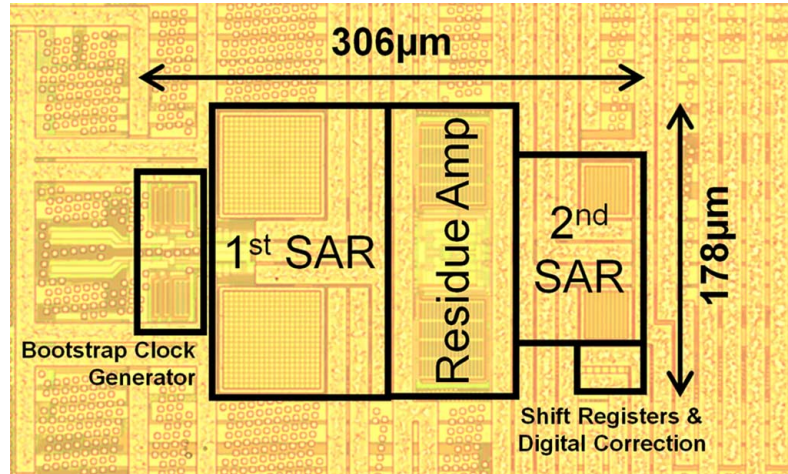 306μm
1st SAR
Residue Amp
2nd
SAR
178μm
Bootstrap Clock
Generator
Shift Registers &
Digital Correction